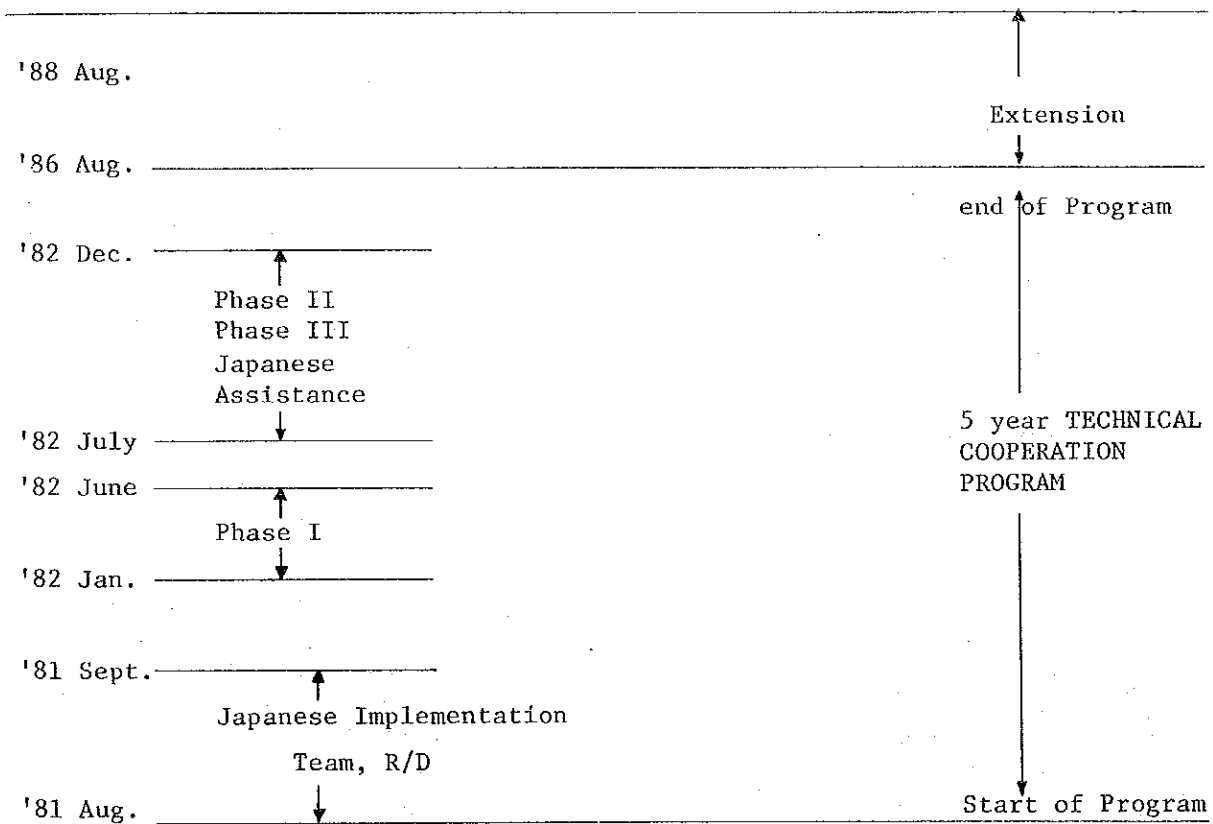 '88 Aug.
Extension
'86 Aug.
end of Program
'82 Dec.
Phase II
Phase III
Japanese
Assistance
'82 July
5 year TECHNICAL
COOPERATION
PROGRAM
'82 June
Phase I
'82 Jan.
'81 Sept.
Japanese Implementation
Team, R/D
'81 Aug.
Start of Program